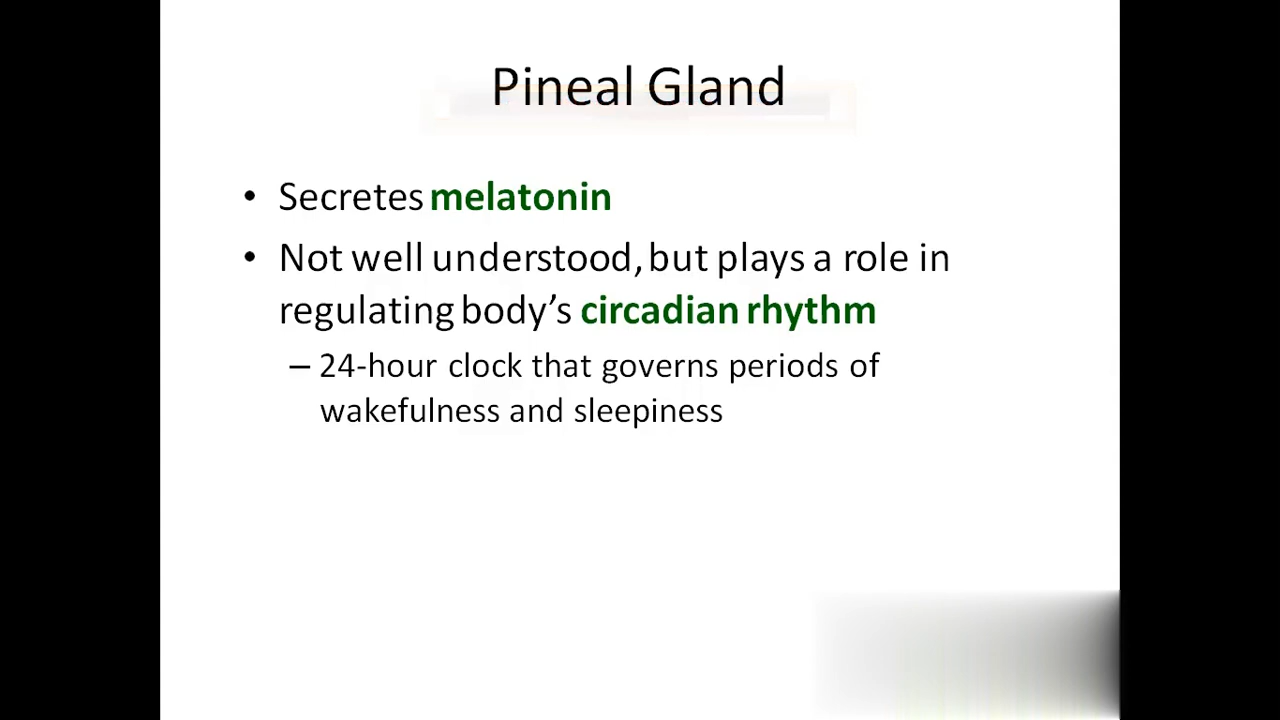 Pineal Gland
• Secretes melatonin
• Not well understood, but plays a role in
regulating body’s circadian rhythm
– 24-hour clock that governs periods of
wakefulness and sleepiness